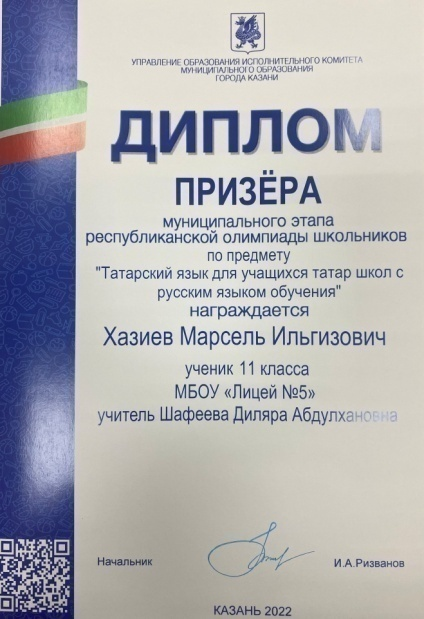 УПРАВЛЕНИЕ ОБРАЗОВАНИЯ ИСПОЛНИТЕЛЬНОГО КОМИТЕТА
МУНИЦИПАЛЬНОГО ОБРАЗОВАНИЯ
ГОРОДА КАЗАНИ
ДИПЛОМ
ПРИЗЁРА
муниципального этапа
республиканской олимпиады школьников
по предмету
"Татарский язык для учащихся татар школ с
русским языком обучения"
награждается
Хазиев Марсель Ильгизович
ученик 11 класса
МБОУ «Лицей №5»
учитель Шафеева Диляра Абдулхановна
Начальник И.А.Ризванов
КАЗАНЬ 2022